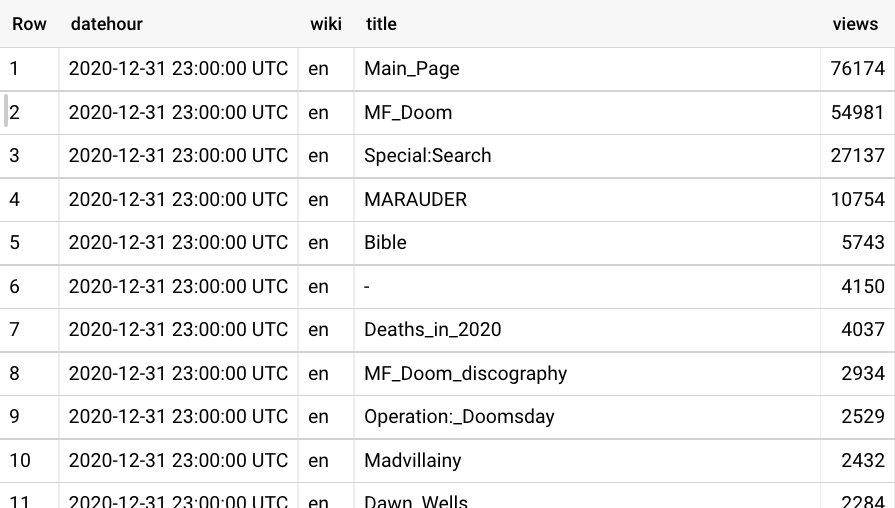 Row datehour wiki title views
1 2020-12-31 23:00:00 UTC en Main_Page 76174
2 2020-12-31 23:00:00 UTC en MF_Doom 54981
3 2020-12-31 23:00:00 UTC en Special:Search 27137
4 2020-12-31 23:00:00 UTC en MARAUDER 10754
5 2020-12-31 23:00:00 UTC en Bible 5743
6 2020-12-31 23:00:00 UTC en - 4150
7 2020-12-31 23:00:00 UTC en Deaths_in_2020 4037
8 2020-12-31 23:00:00 UTC en MF_Doom_discography 2934
9 2020-12-31 23:00:00 UTC en Operation:_Doomsday 2529
10 2020-12-31 23:00:00 UTC en Madvillainy 2432
11 2020-12-31 23:00:00 UTC en Dawn_Wells 2284